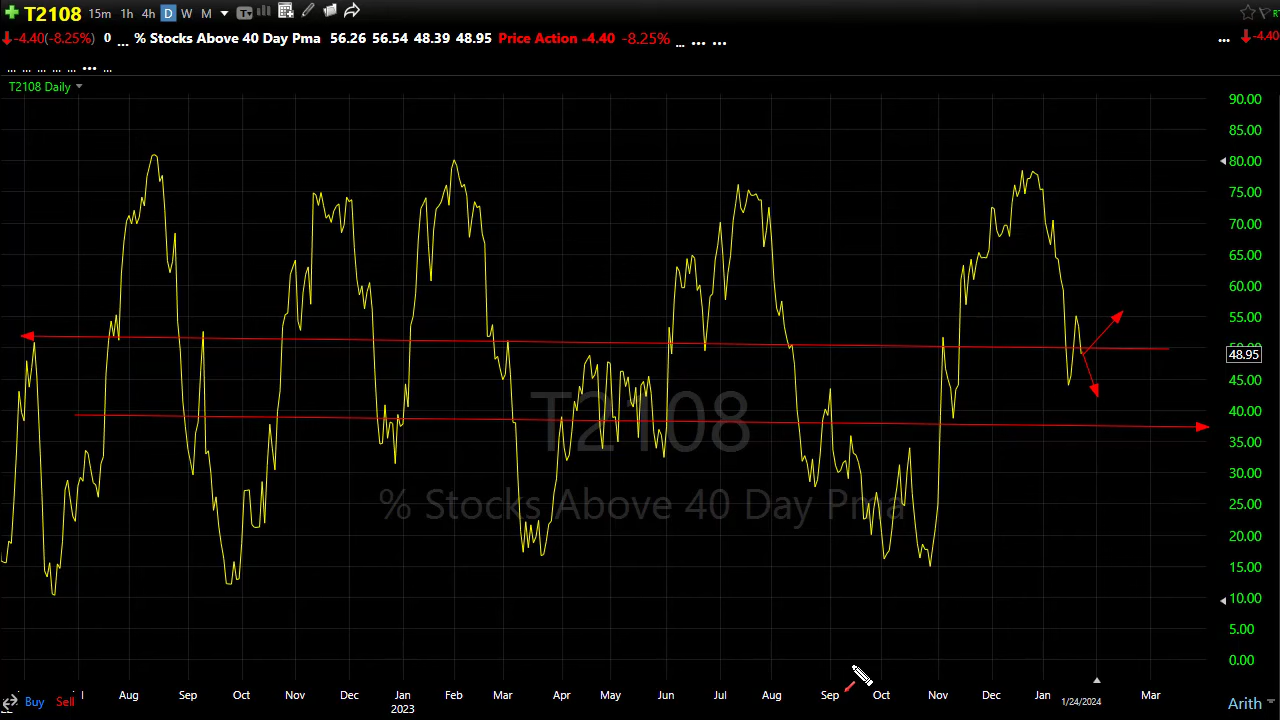 T2108 15m 1h 4h D W M
-4.40(-8.25%) 0 ... % Stocks Above 40 Day Pma 56.26 56.54 48.39 48.95 Price Action -4.40 -8.25% ... ... ... ... -4.40
... ... ... ... ... ... ...
T2108 Daily
90.00
85.00
80.00
75.00
70.00
65.00
60.00
55.00
48.95
45.00
40.00
35.00
30.00
25.00
20.00
15.00
10.00
5.00
0.00
T2108
% Stocks Above 40 Day Pma
Aug Sep Oct Nov Dec Jan Feb Mar Apr May Jun Jul Aug Sep Oct Nov Dec Jan Mar
Buy Sell 2023 1/24/2024 Arith